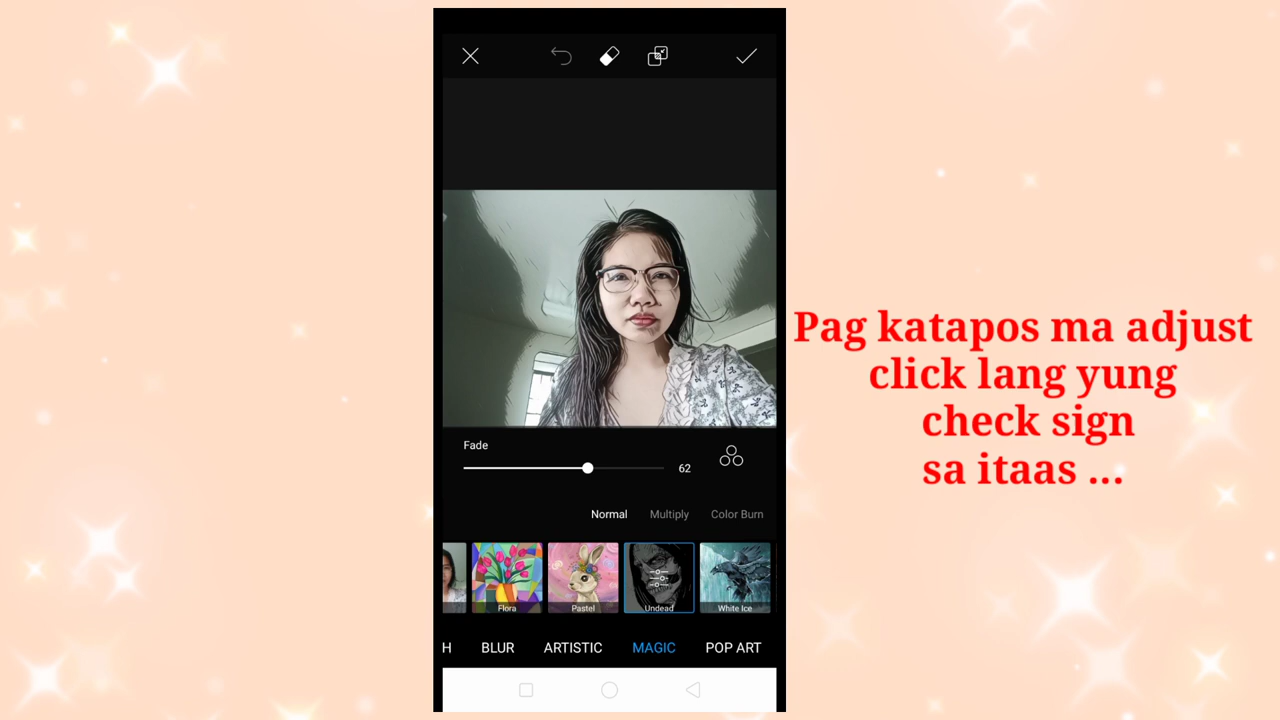 Fade
62
Normal Multiply Color Burn
Flora Pastel Undead White Ice
H BLUR ARTISTIC MAGIC POP ART
Pag katapos ma adjust
click lang yung
check sign
sa itaas ...